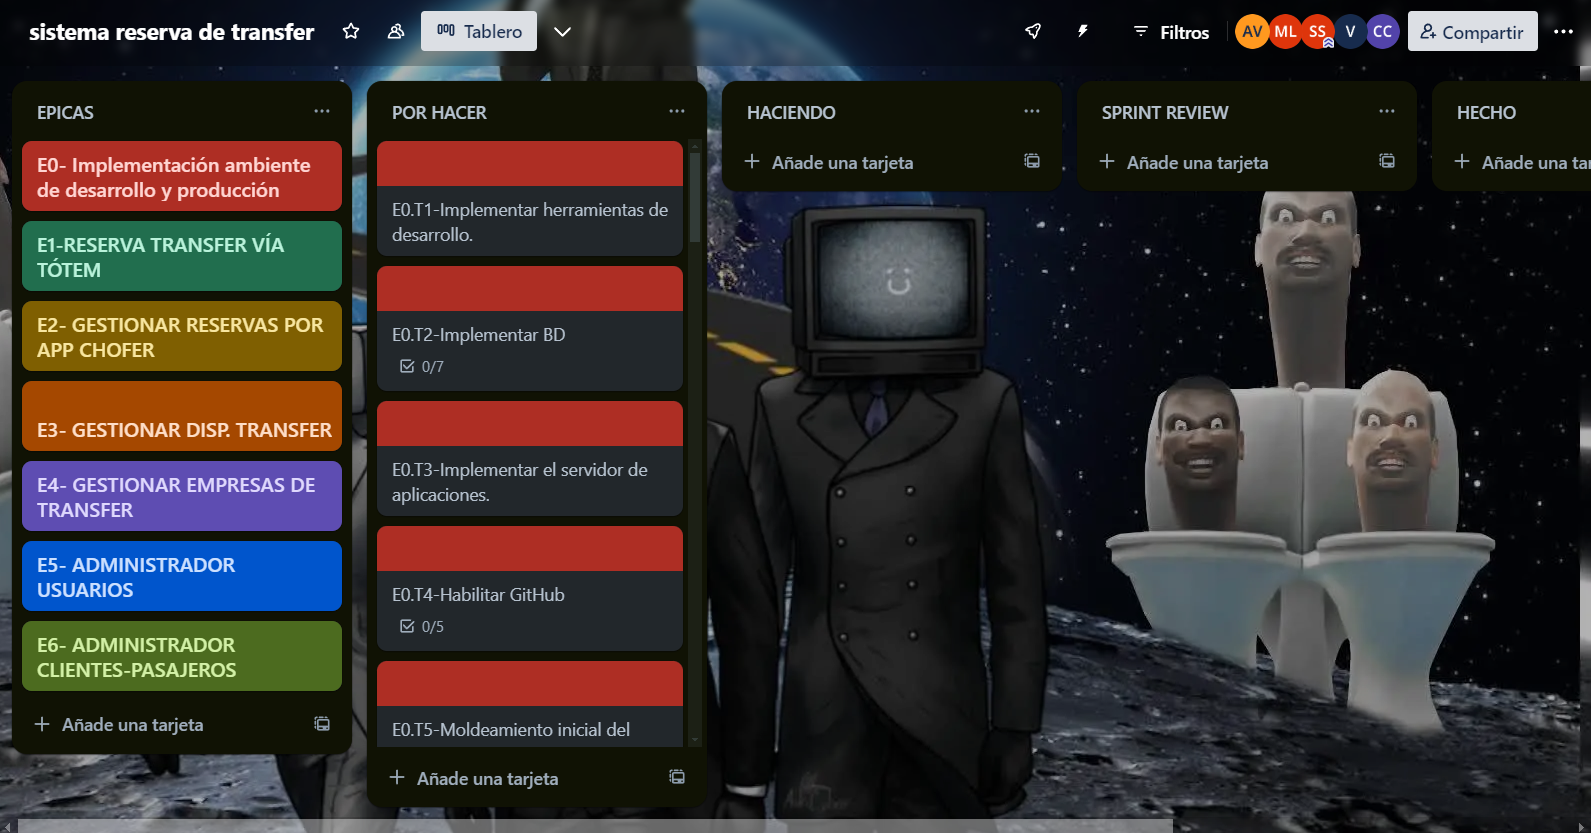 sistema reserva de transfer
Tablero
Filtros
AV
ML
SS
V
CC
Compartir
EPICAS
E0- Implementación ambiente
de desarrollo y producción
E1-RESERVA TRANSFER VÍA
TÓTEM
E2- GESTIONAR RESERVAS POR
APP CHOFER
E3- GESTIONAR DISP. TRANSFER
E4- GESTIONAR EMPRESAS DE
TRANSFER
E5- ADMINISTRADOR
USUARIOS
E6- ADMINISTRADOR
CLIENTES-PASAJEROS
Añade una tarjeta
POR HACER
E0.T1-Implementar herramientas de
desarrollo.
E0.T2-Implementar BD
0/7
E0.T3-Implementar el servidor de
aplicaciones.
E0.T4-Habilitar GitHub
0/5
E0.T5-Moldeamiento inicial del
Añade una tarjeta
HACIENDO
Añade una tarjeta
SPRINT REVIEW
Añade una tarjeta
HECHO
Añade una tar